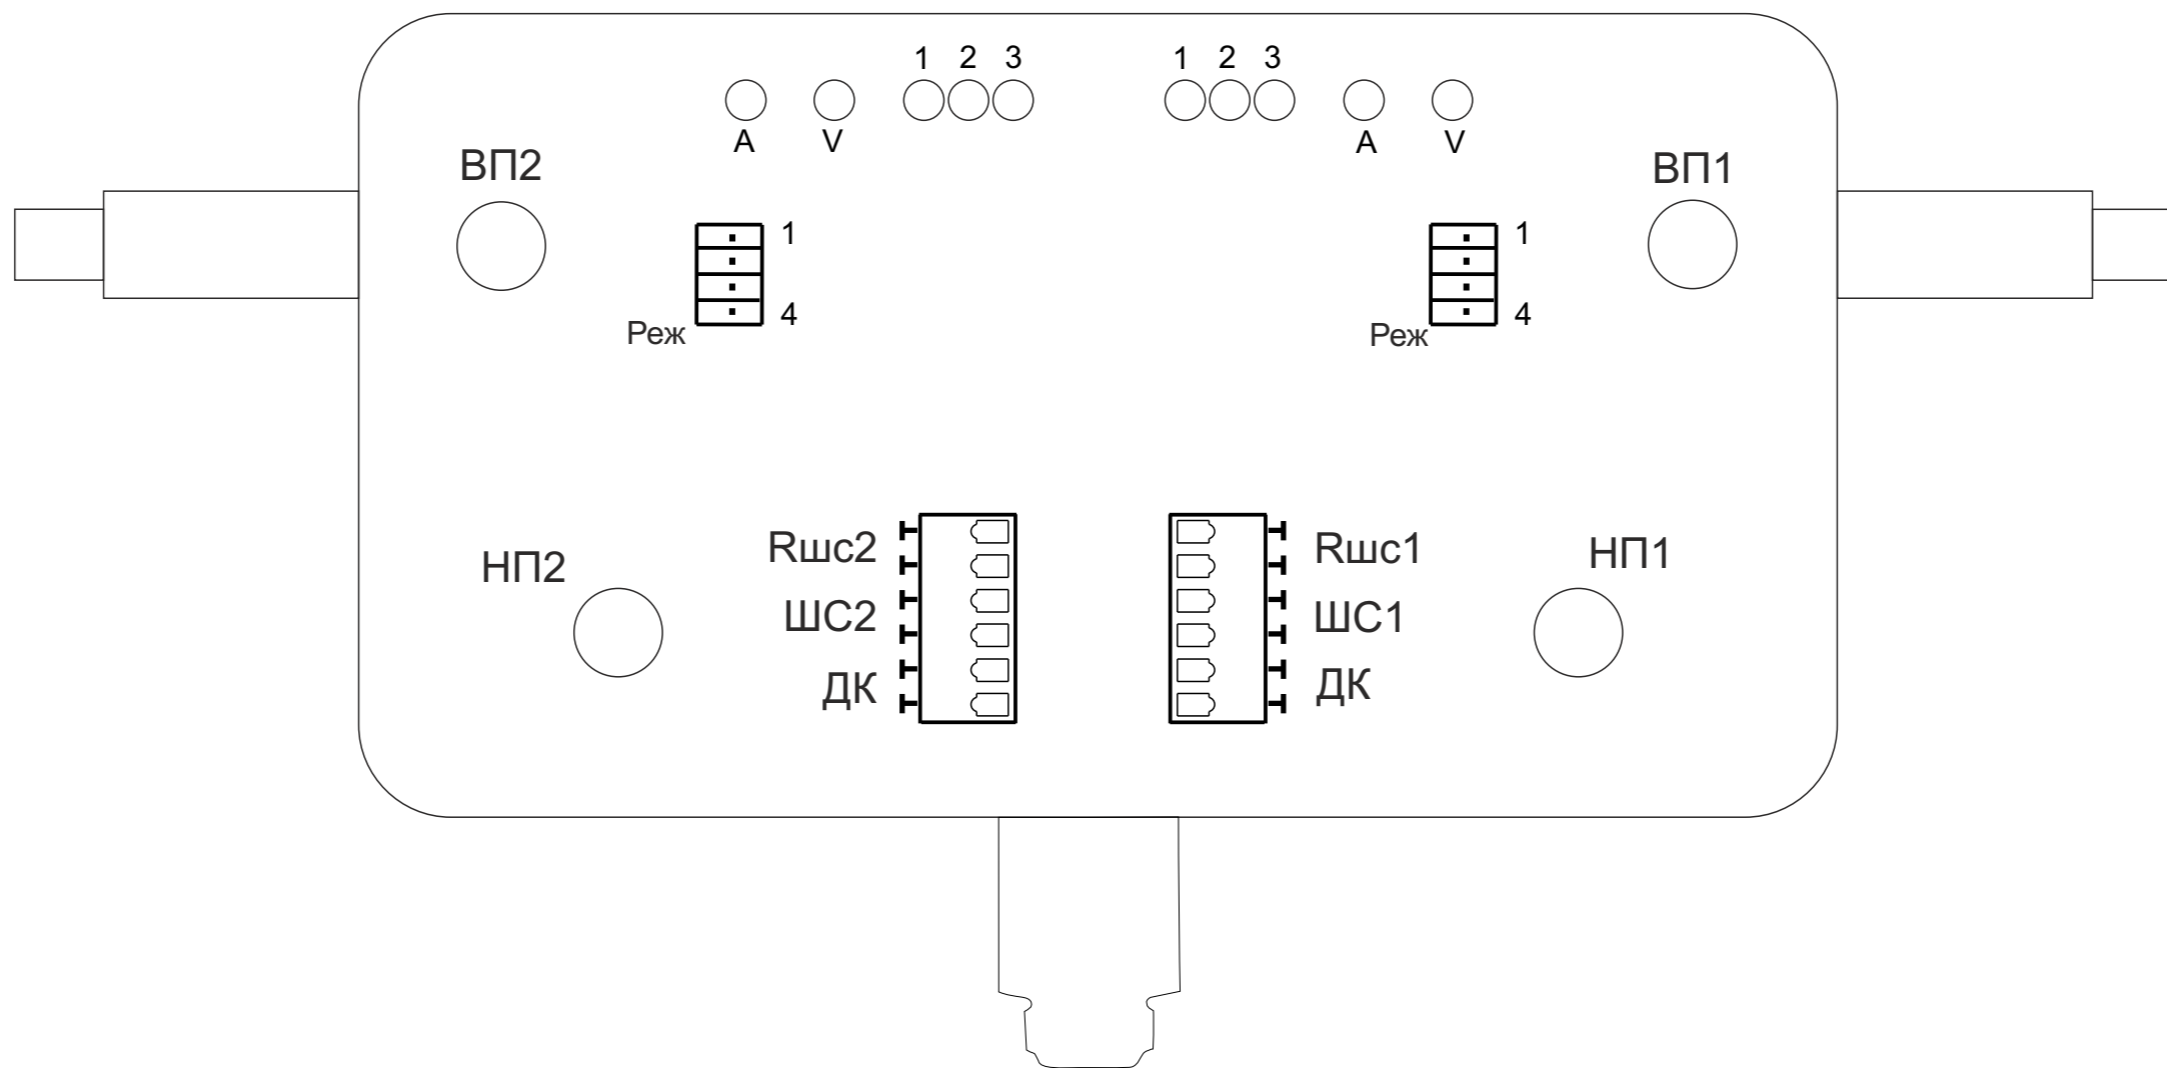 1 2 3 1 2 3
A V A V
ВП2 ВП1
1 1
4 4
Реж Реж
Rшс2 Rшс1
НП2 НП1
ШС2 ШС1
ДК ДК